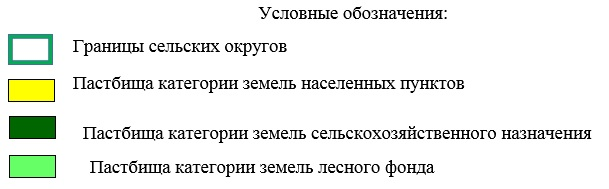 Условные обозначения:
Границы сельских округов
Пастбища категории земель населенных пунктов
Пастбища категории земель сельскохозяйственного назначения
Пастбища категории земель лесного фонда